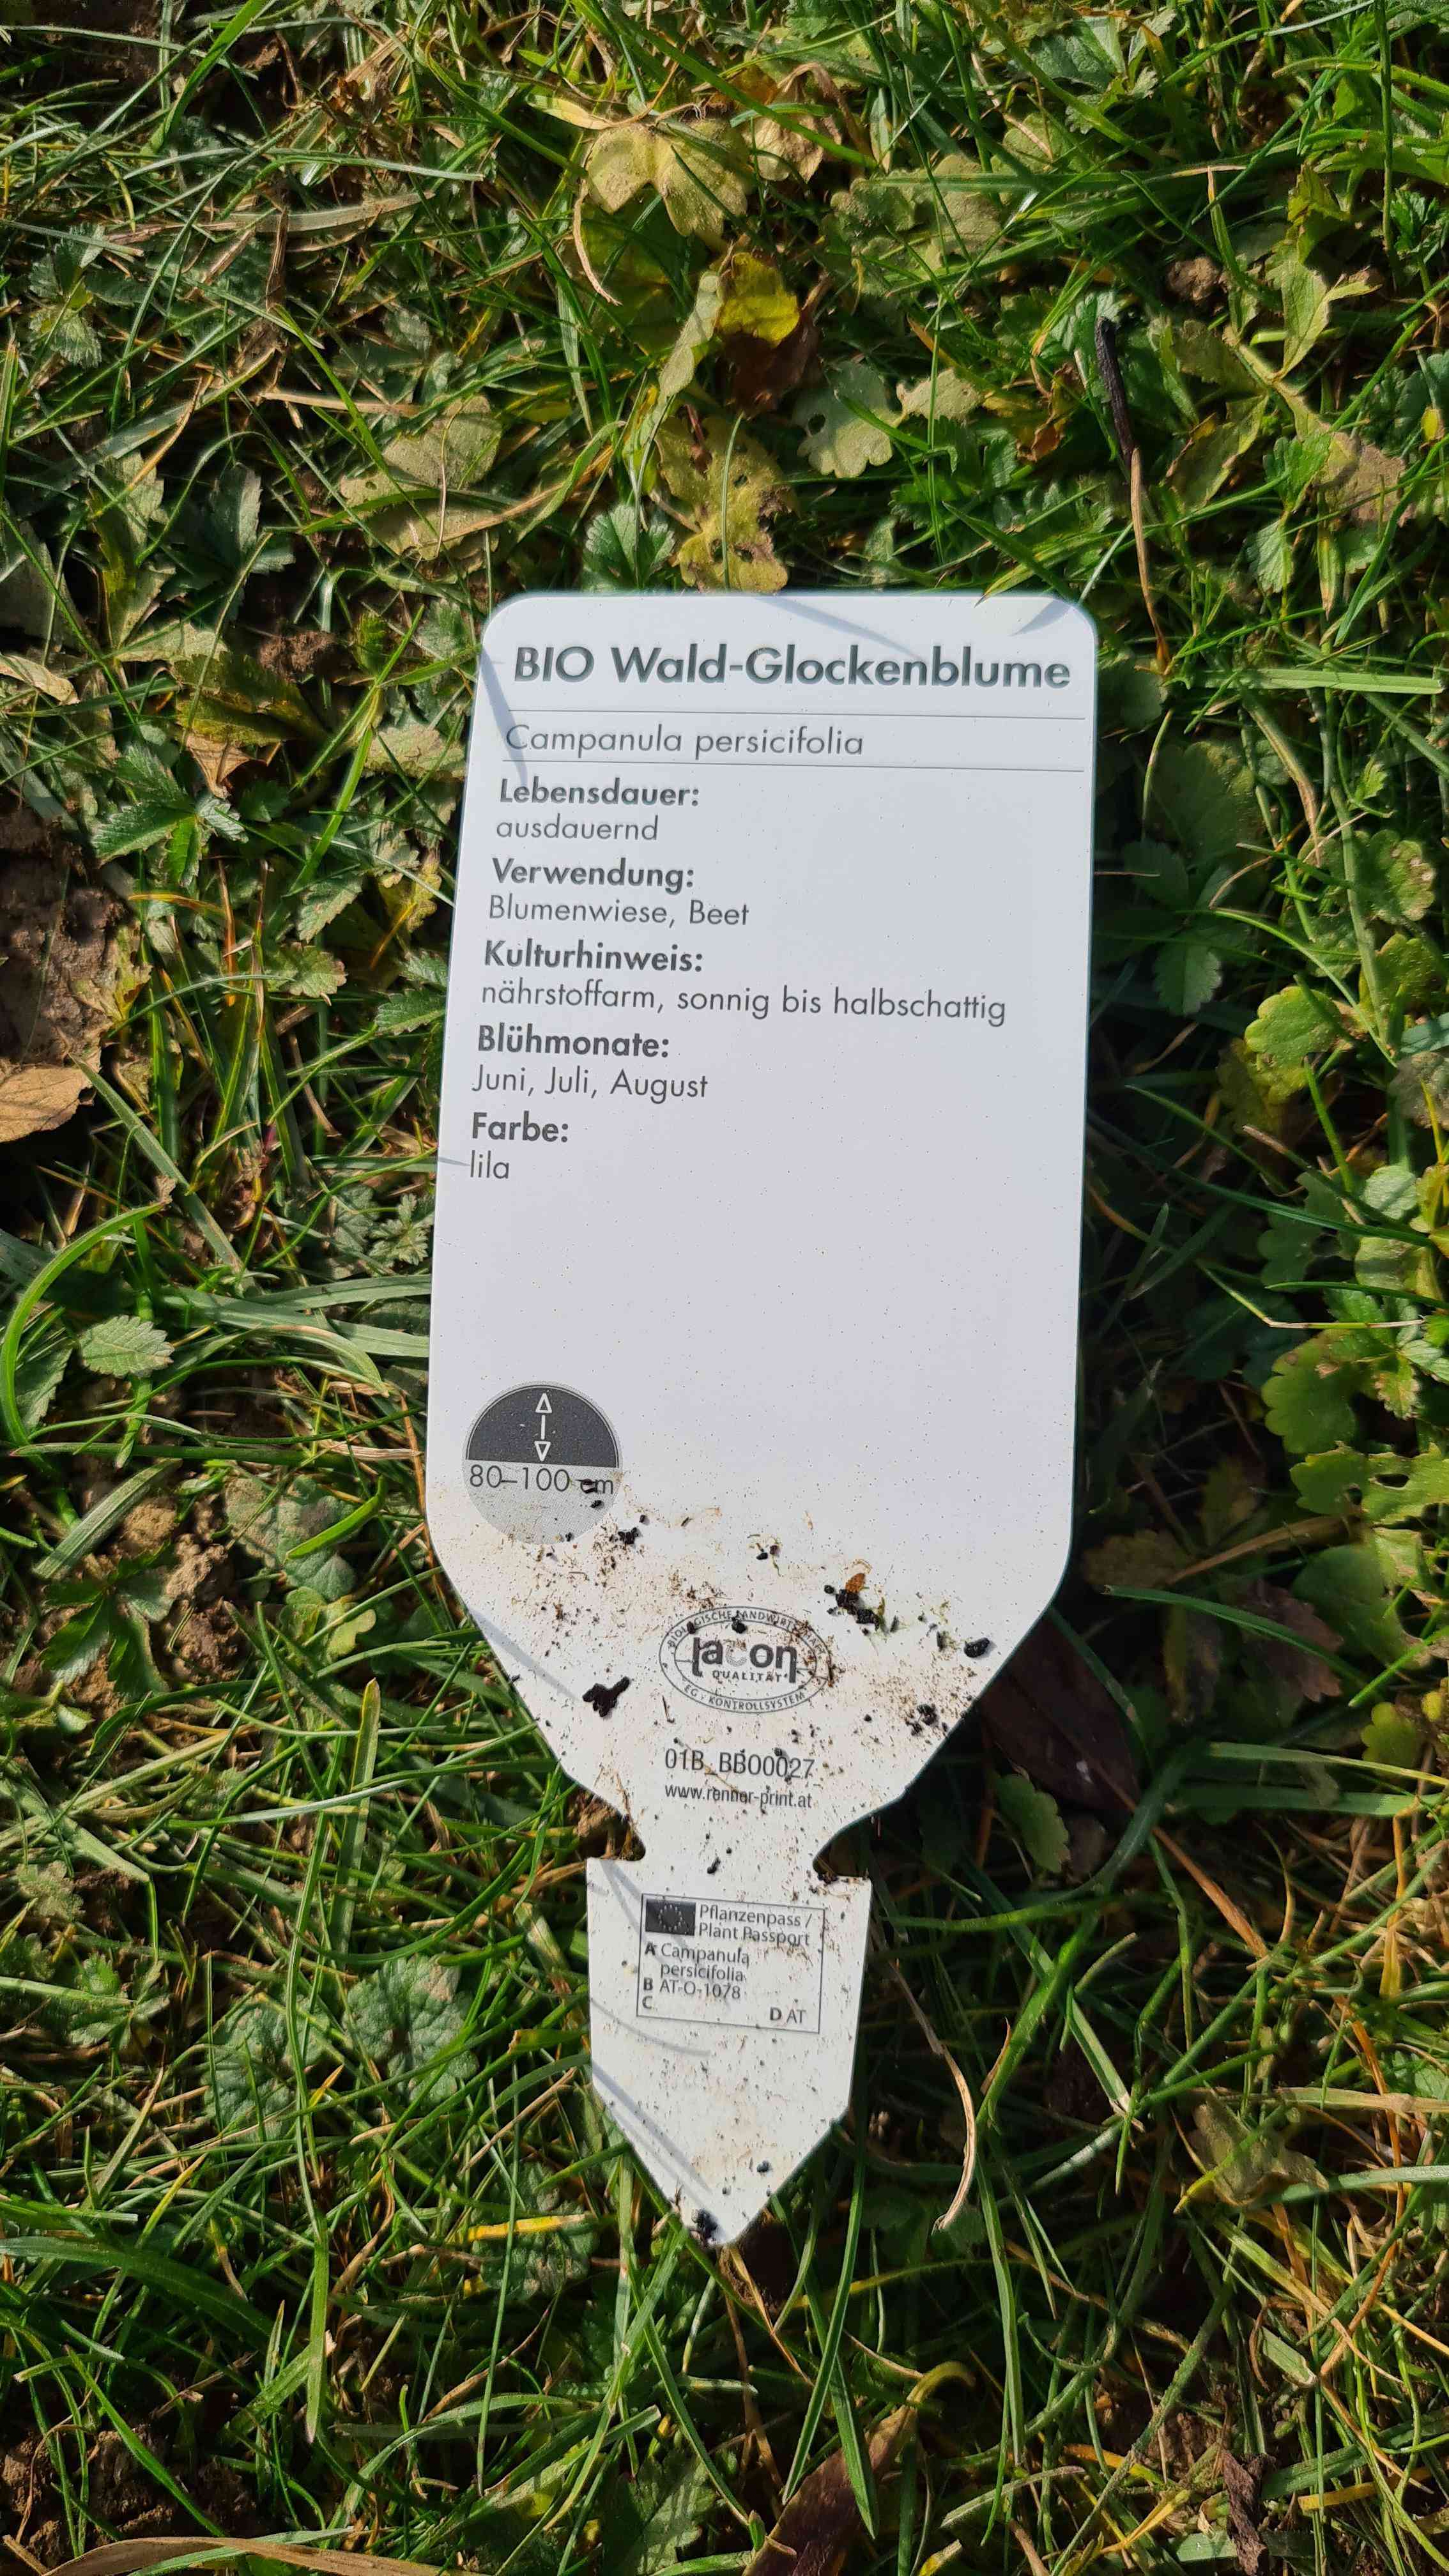 BIO Wald-Glockenblume
Campanula persicifolia
Lebensdauer:
ausdauernd
Verwendung:
Blumenwiese, Beet
Kulturhinweis:
nährstoffarm, sonnig bis halbschattig
Blühmonate:
Juni, Juli, August
Farbe:
lila
80–100 cm
BIOLOGISCHE LANDWIRTSCHAFT
lacon
QUALITÄT
EG - KONTROLLSYSTEM
01B_BB00027
www.renner-print.at
Pflanzenpass /
Plant Passport
A Campanula
persicifolia
B AT-O-1078
C
D AT